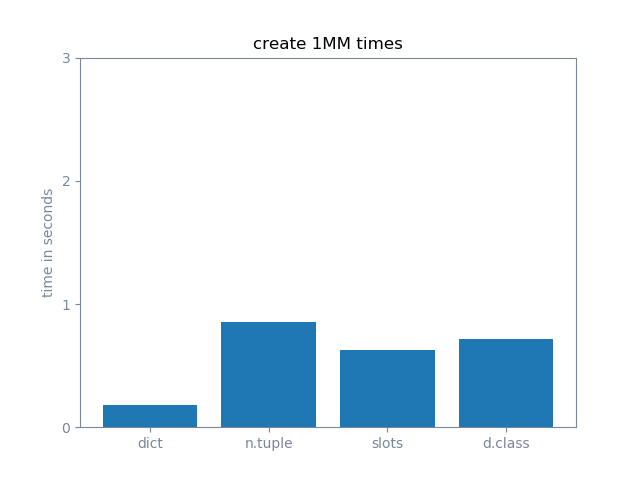 create 1MM times
3
2
1
0
time in seconds
dict
n.tuple
slots
d.class